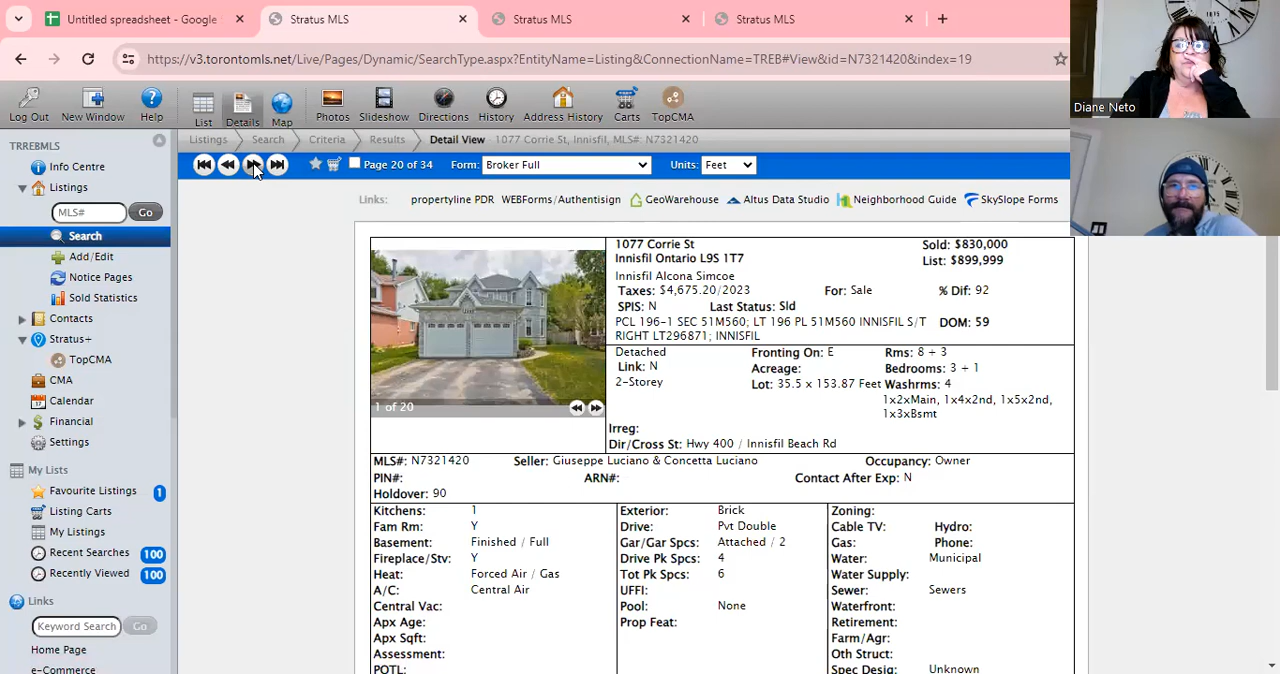 Untitled spreadsheet - Google
Stratus MLS
Stratus MLS
Stratus MLS
https://v3.torontomls.net/Live/Pages/Dynamic/SearchType.aspx?EntityName=Listing&ConnectionName=TREB#View&id=N7321420&index=19
Diane Neto
Log Out New Window Help List Details Map Photos Slideshow Directions History Address History Carts TopCMA
TRREBMLS
Listings Search Criteria Results Detail View - 1077 Corrie St, Innisfil, MLS#: N7321420
Page 20 of 34 Form: Broker Full Units: Feet
Info Centre
Listings
MLS# Go
Search
Add/Edit
Notice Pages
Sold Statistics
Contacts
Stratus+
TopCMA
CMA
Calendar
Financial
Settings
My Lists
Favourite Listings 1
Listing Carts
My Listings
Recent Searches 100
Recently Viewed 100
Links
Keyword Search Go
Home Page
e-Commerce
Links: propertyline PDR WEBForms/Authentisign GeoWarehouse Altus Data Studio Neighborhood Guide SkySlope Forms
1 of 20
1077 Corrie St Sold: $830,000
Innisfil Ontario L9S 1T7 List: $899,999
Innisfil Alcona Simcoe
Taxes: $4,675.20/2023 For: Sale % Dif: 92
SPIS: N Last Status: Sld
PCL 196-1 SEC 51M560; LT 196 PL 51M560 INNISFIL S/T DOM: 59
RIGHT LT296871; INNISFIL
Detached Fronting On: E Rms: 8 + 3
Link: N Acreage: Bedrooms: 3 + 1
2-Storey Lot: 35.5 x 153.87 Feet Washrms: 4
1x2xMain, 1x4x2nd, 1x5x2nd,
1x3xBsmt
Irreg:
Dir/Cross St: Hwy 400 / Innisfil Beach Rd
MLS#: N7321420 Seller: Giuseppe Luciano & Concetta Luciano Occupancy: Owner
PIN#: ARN#: Contact After Exp: N
Holdover: 90
Kitchens: 1 Exterior: Brick Zoning:
Fam Rm: Y Drive: Pvt Double Cable TV: Hydro:
Basement: Finished / Full Gar/Gar Spcs: Attached / 2 Gas: Phone:
Fireplace/Stv: Y Drive Pk Spcs: 4 Water: Municipal
Heat: Forced Air / Gas Tot Pk Spcs: 6 Water Supply:
A/C: Central Air UFFI: Sewer: Sewers
Central Vac: Pool: None Waterfront:
Apx Age: Prop Feat: Retirement:
Apx Sqft: Farm/Agr:
Assessment: Oth Struct:
POTL: Spec Desig: Unknown